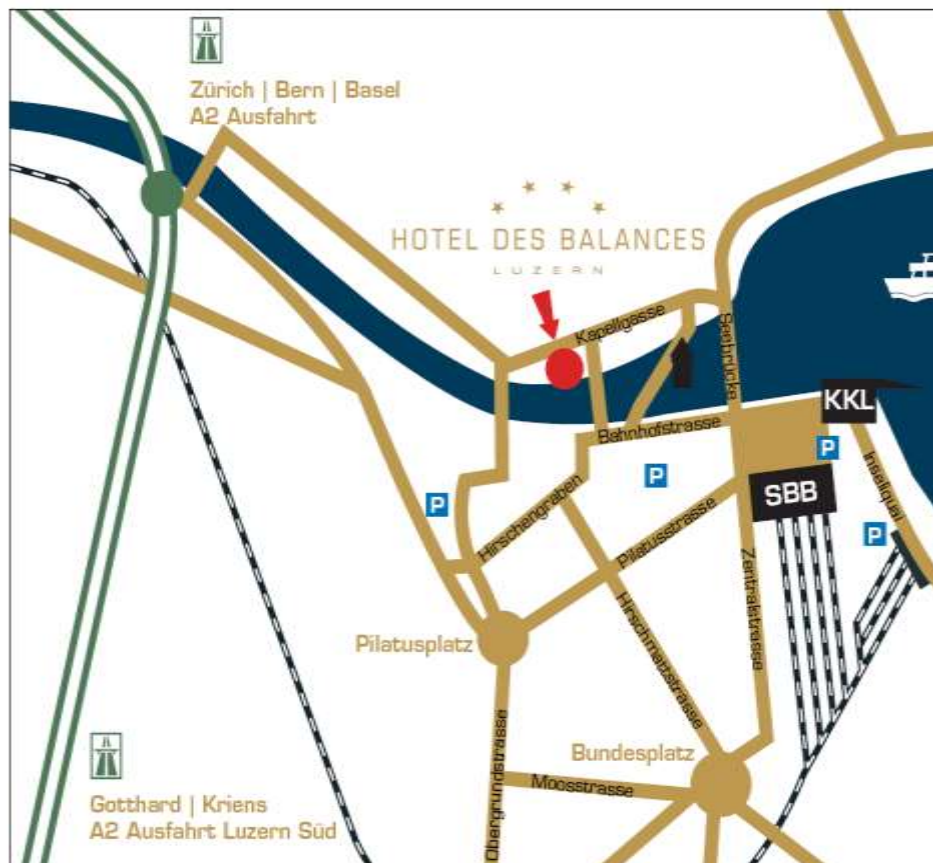 Zürich | Bern | Basel
A2 Ausfahrt
HOTEL DES BALANCES
LUZERN
Kapellgasse
Seebrücke
KKL
Bahnhofstrasse
P
P
P
P
Inseliquai
SBB
Hirschengraben
Pilatusstrasse
Zentralstrasse
Hirschmattstrasse
Pilatusplatz
Bundesplatz
Obergrundstrasse
Moosstrasse
Gotthard | Kriens
A2 Ausfahrt Luzern Süd